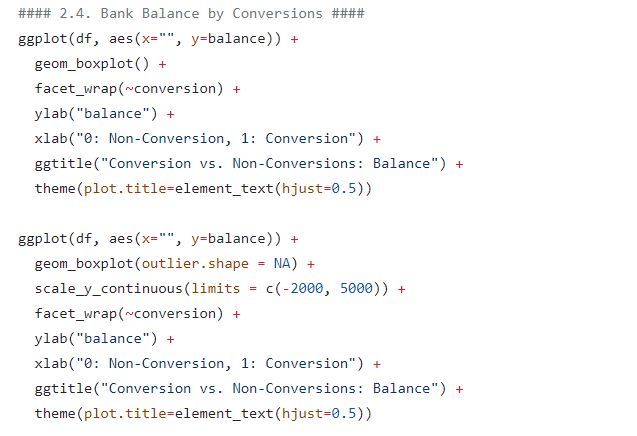 #### 2.4. Bank Balance by Conversions ####
ggplot(df, aes(x="", y=balance)) +
  geom_boxplot() +
  facet_wrap(~conversion) +
  ylab("balance") +
  xlab("0: Non-Conversion, 1: Conversion") +
  ggtitle("Conversion vs. Non-Conversions: Balance") +
  theme(plot.title=element_text(hjust=0.5))

ggplot(df, aes(x="", y=balance)) +
  geom_boxplot(outlier.shape = NA) +
  scale_y_continuous(limits = c(-2000, 5000)) +
  facet_wrap(~conversion) +
  ylab("balance") +
  xlab("0: Non-Conversion, 1: Conversion") +
  ggtitle("Conversion vs. Non-Conversions: Balance") +
  theme(plot.title=element_text(hjust=0.5))